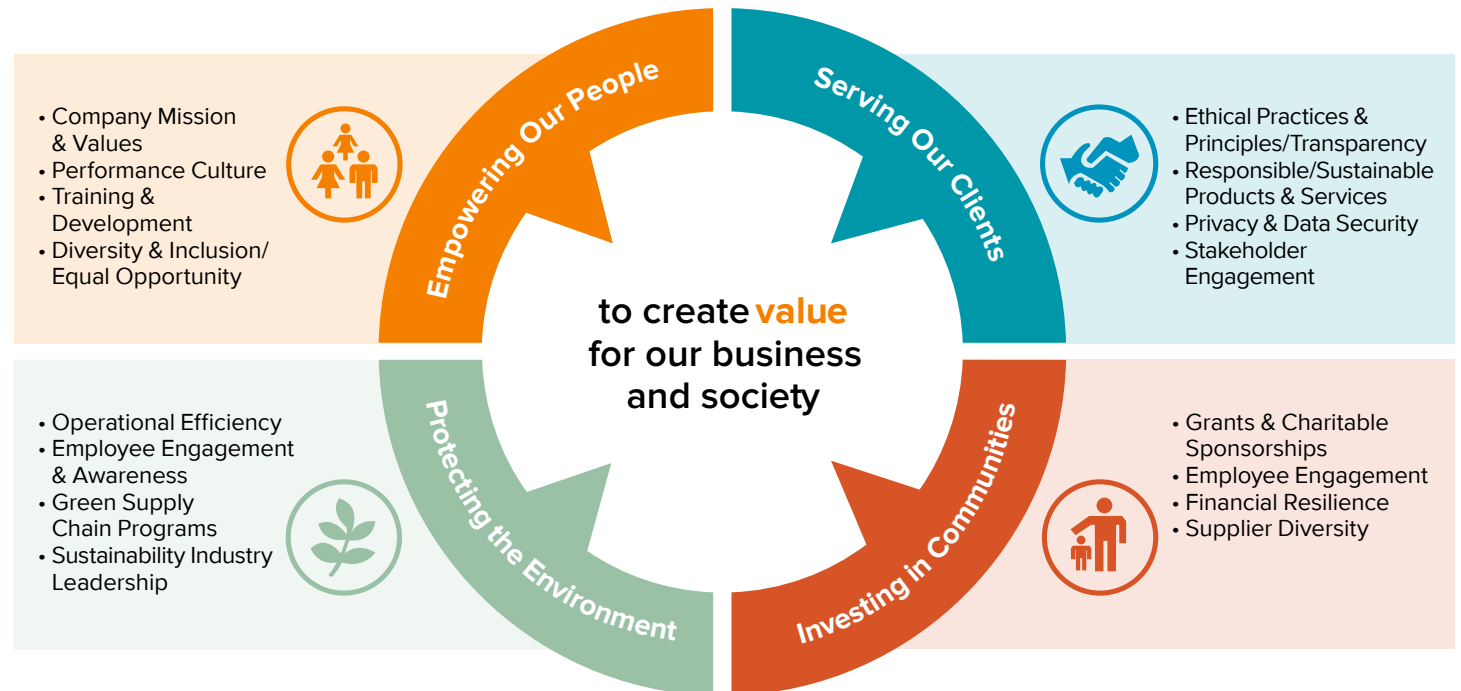 Empowering Our People
• Company Mission
& Values
• Performance Culture
• Training &
Development
• Diversity & Inclusion/
Equal Opportunity
Serving Our Clients
• Ethical Practices &
Principles/Transparency
• Responsible/Sustainable
Products & Services
• Privacy & Data Security
• Stakeholder
Engagement
to create value
for our business
and society
Protecting the Environment
• Operational Efficiency
• Employee Engagement
& Awareness
• Green Supply
Chain Programs
• Sustainability Industry
Leadership
Investing in Communities
• Grants & Charitable
Sponsorships
• Employee Engagement
• Financial Resilience
• Supplier Diversity